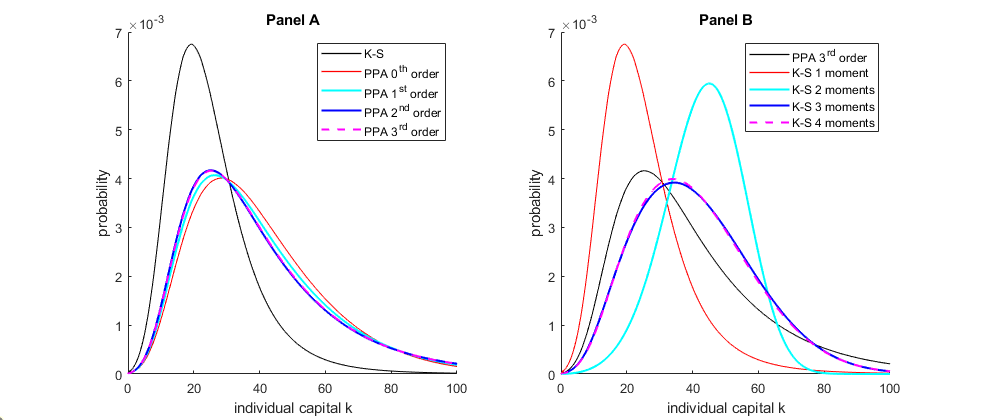 Panel A
×10⁻³
7
6
5
4
3
2
1
0
probability
0 20 40 60 80 100
individual capital k
K-S
PPA 0th order
PPA 1st order
PPA 2nd order
PPA 3rd order
Panel B
×10⁻³
7
6
5
4
3
2
1
0
probability
0 20 40 60 80 100
individual capital k
PPA 3rd order
K-S 1 moment
K-S 2 moments
K-S 3 moments
K-S 4 moments